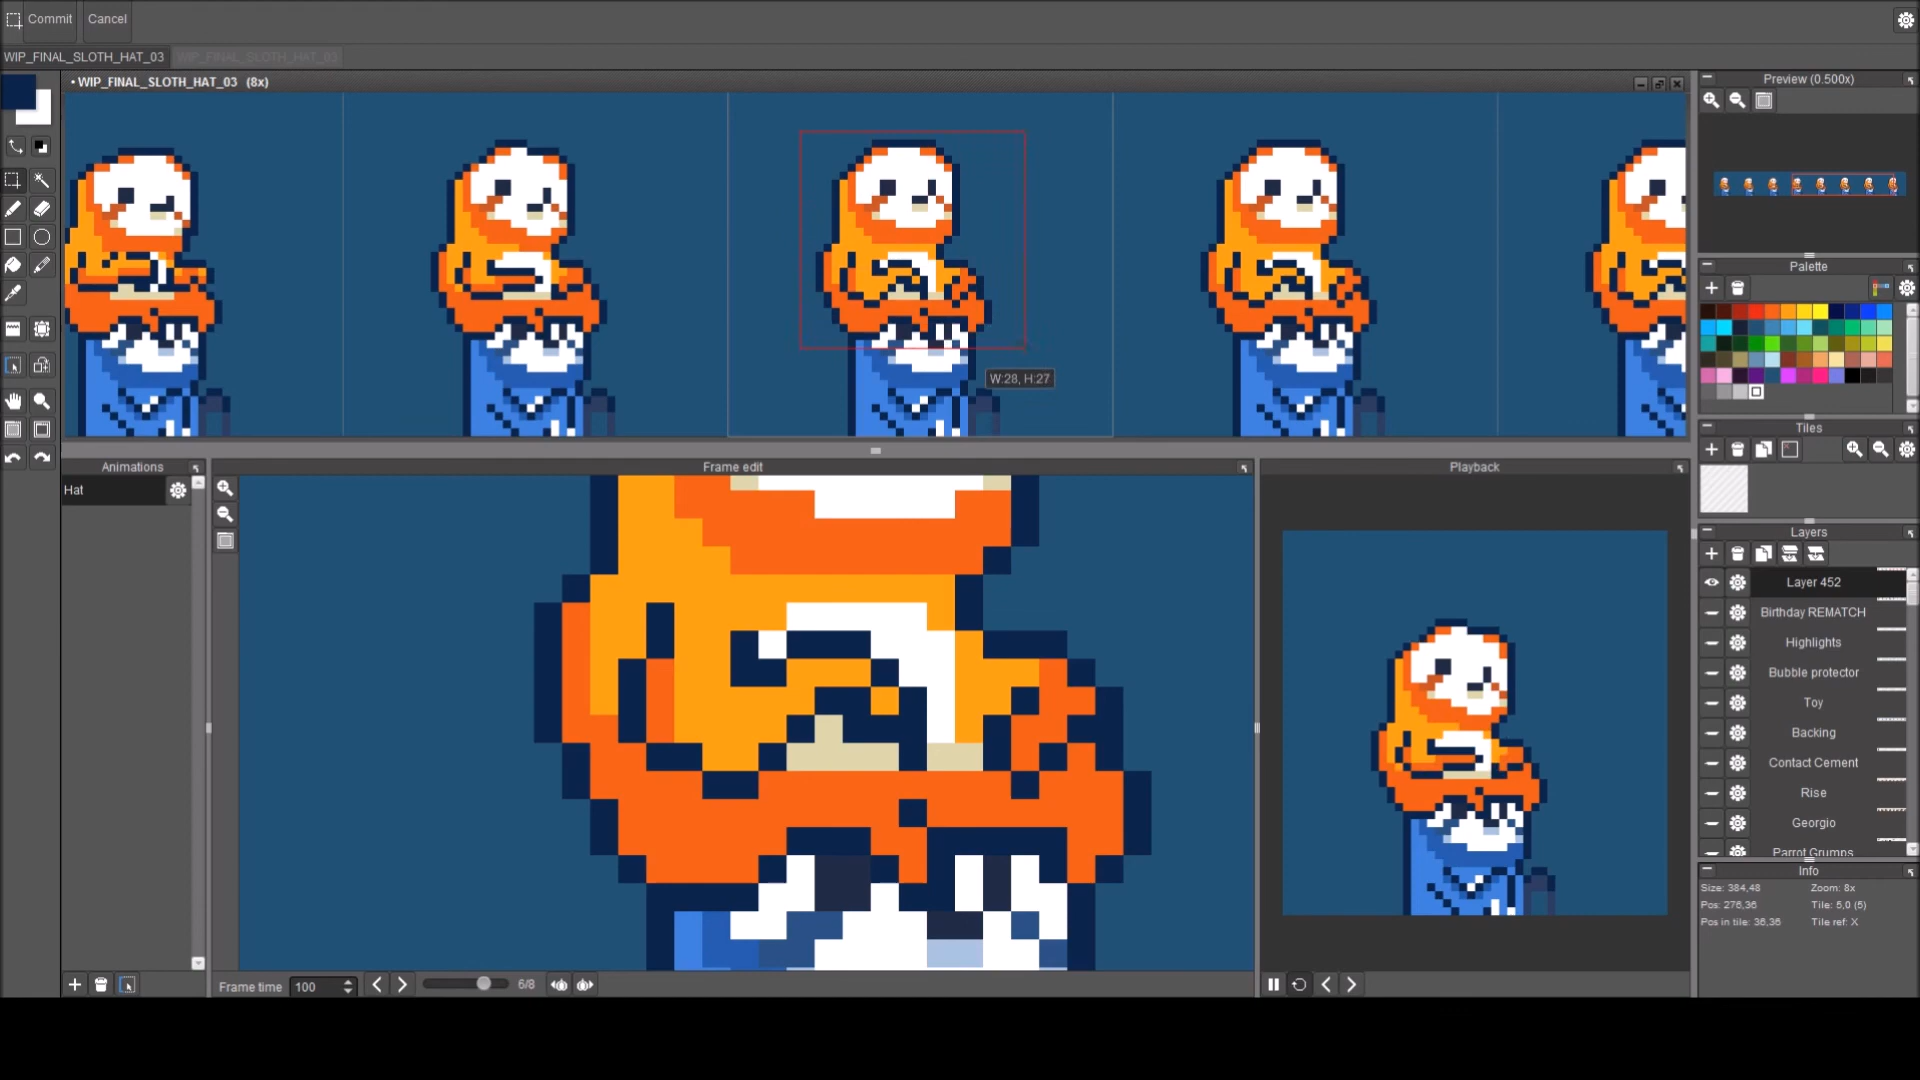 Commit
Cancel
WIP_FINAL_SLOTH_HAT_03
WIP_FINAL_SLOTH_HAT_03
• WIP_FINAL_SLOTH_HAT_03 (8x)
Preview (0.500x)
Palette
W:28, H:27
Tiles
Animations
Frame edit
Playback
Hat
Layers
Layer 452
Birthday REMATCH
Highlights
Bubble protector
Toy
Backing
Contact Cement
Rise
Georgio
Parrot Grumps
Info
Size: 384,48
Zoom: 8x
Pos: 276,36
Tile: 5,0 (5)
Pos in tile: 36,36
Tile ref: X
Frame time
100
6/8